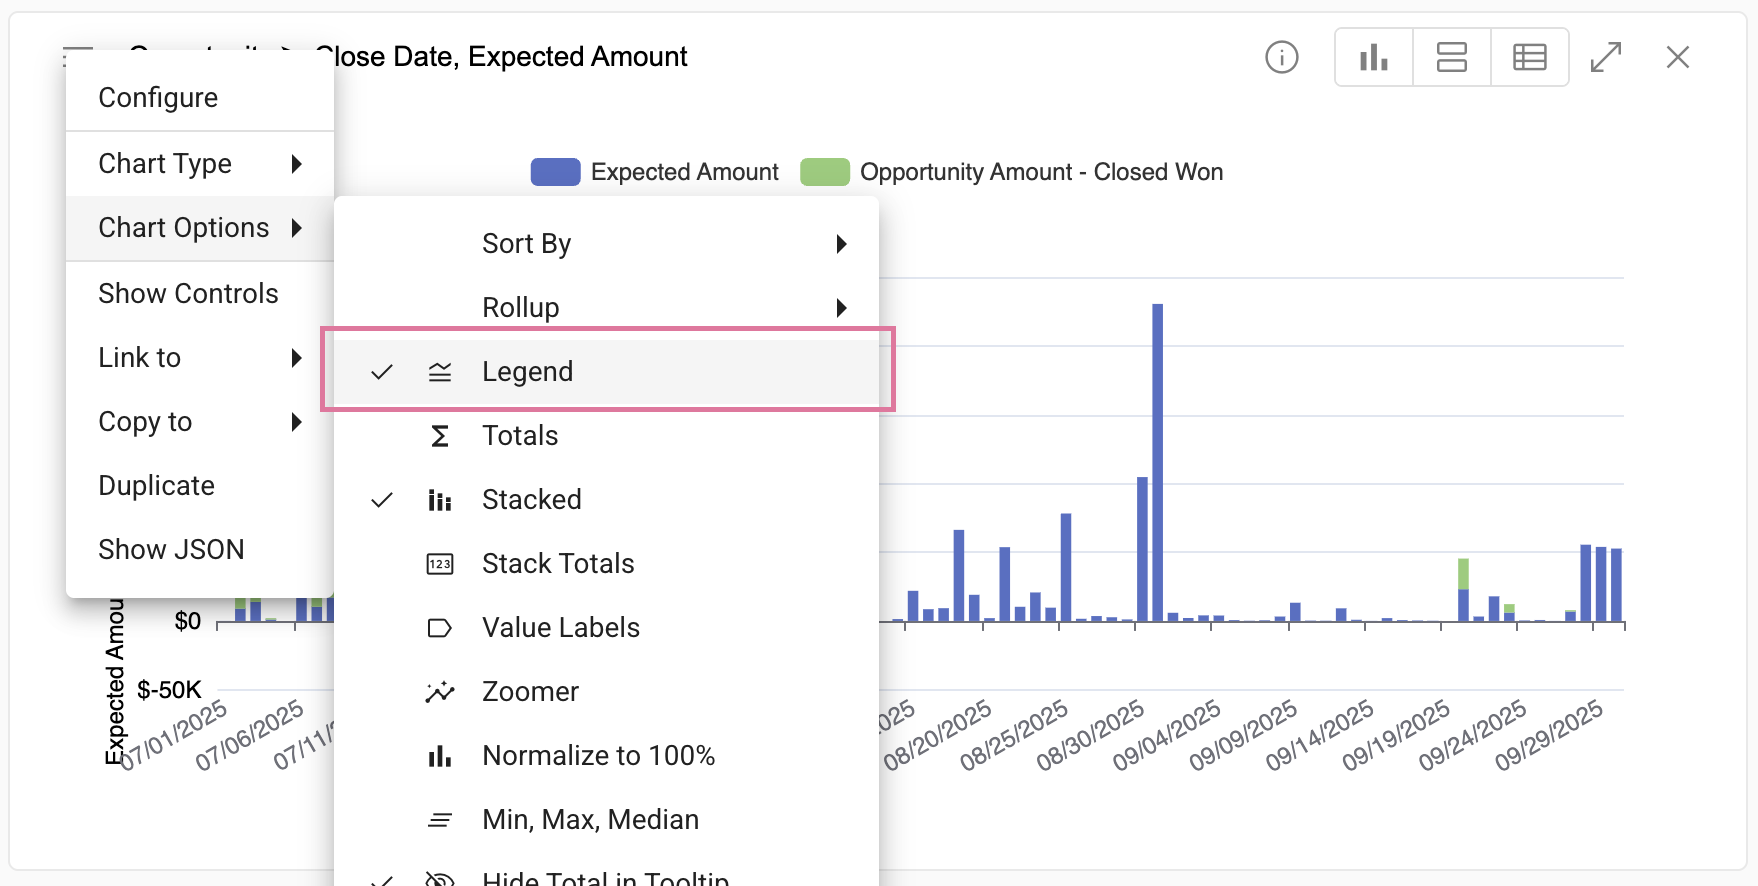 Close Date, Expected Amount
Configure
Chart Type
Chart Options
Show Controls
Link to
Copy to
Duplicate
Show JSON
Expected Amount
Opportunity Amount - Closed Won
Sort By
Rollup
Legend
Totals
Stacked
123
Stack Totals
Value Labels
Zoomer
Normalize to 100%
Min, Max, Median
Hide Total in Tooltip
Expected Amou
$0
$-50K
07/01/2025
07/06/2025
07/11/
08/20/2025
08/25/2025
08/30/2025
09/04/2025
09/09/2025
09/14/2025
09/19/2025
09/24/2025
09/29/2025